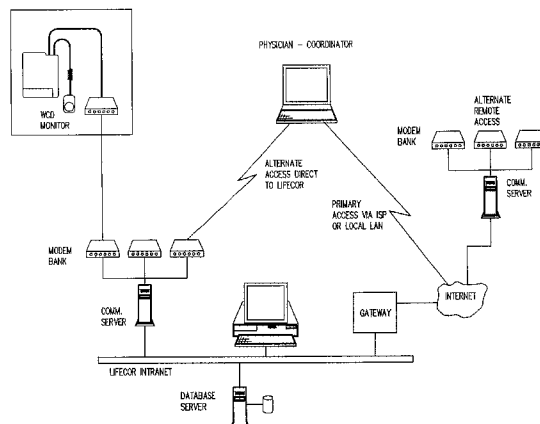 PHYSICIAN - COORDINATOR
WCD
MONITOR
ALTERNATE
REMOTE
ACCESS
MODEM
BANK
COMM.
SERVER
ALTERNATE
ACCESS DIRECT
TO LIFECOR
PRIMARY
ACCESS VIA ISP
OR LOCAL LAN
MODEM
BANK
COMM.
SERVER
GATEWAY
INTERNET
LIFECOR INTRANET
DATABASE
SERVER